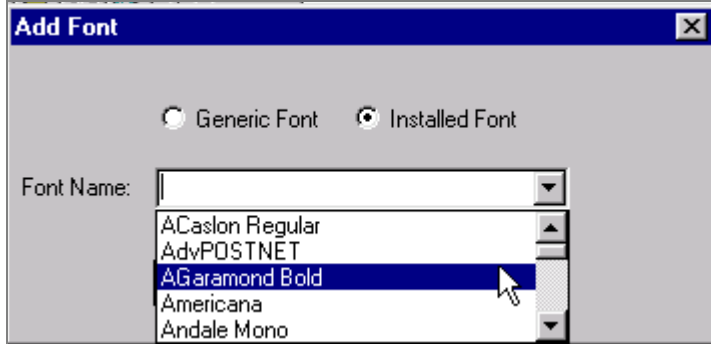 Add Font
Generic Font Installed Font
Font Name:
ACaslon Regular
AdvPOSTNET
AGaramond Bold
Americana
Andale Mono